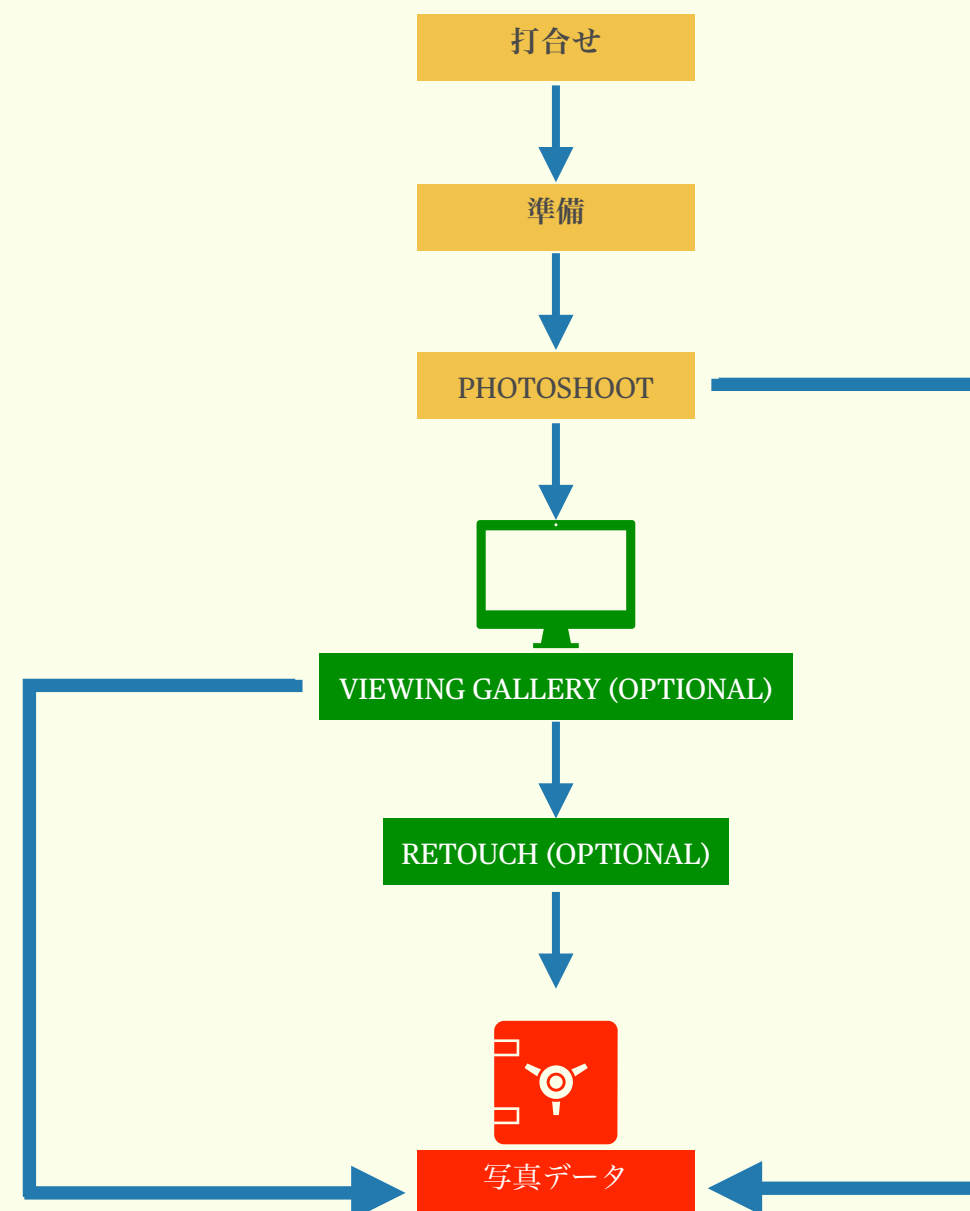 打合せ
準備
PHOTOSHOOT
VIEWING GALLERY (OPTIONAL)
RETOUCH (OPTIONAL)
写真データ